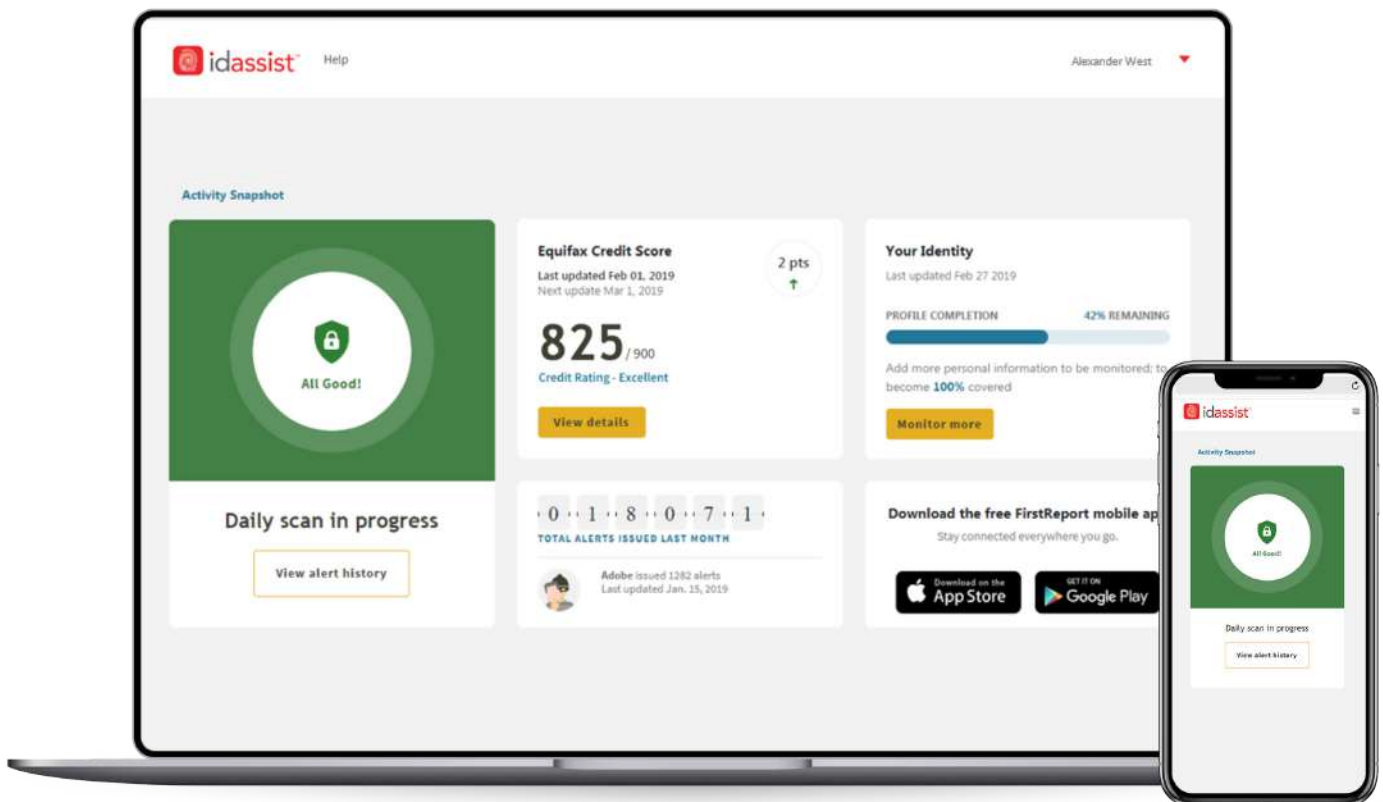 idassist™
Help
Alexander West
Activity Snapshot
All Good!
Daily scan in progress
View alert history
Equifax Credit Score
Last updated Feb 01, 2019
Next update Mar 1, 2019
2 pts
825 / 900
Credit Rating - Excellent
View details
Your Identity
Last updated Feb 27 2019
PROFILE COMPLETION 42% REMAINING
Add more personal information to be monitored; to
become 100% covered
Monitor more
0 1 8 0 7 1
TOTAL ALERTS ISSUED LAST MONTH
Adobe issued 1282 alerts
Last updated Jan. 15, 2019
Download the free FirstReport mobile ap
Stay connected everywhere you go.
Download on the
App Store
GET IT ON
Google Play
idassist
Activity Snapshot
All Good!
Daily scan in progress
View alert history